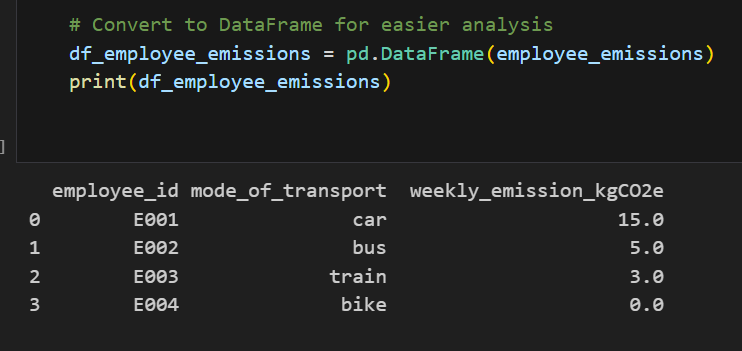 # Convert to DataFrame for easier analysis
df_employee_emissions = pd.DataFrame(employee_emissions)
print(df_employee_emissions)
]
employee_id mode_of_transport weekly_emission_kgCO2e
0 E001 car 15.0
1 E002 bus 5.0
2 E003 train 3.0
3 E004 bike 0.0